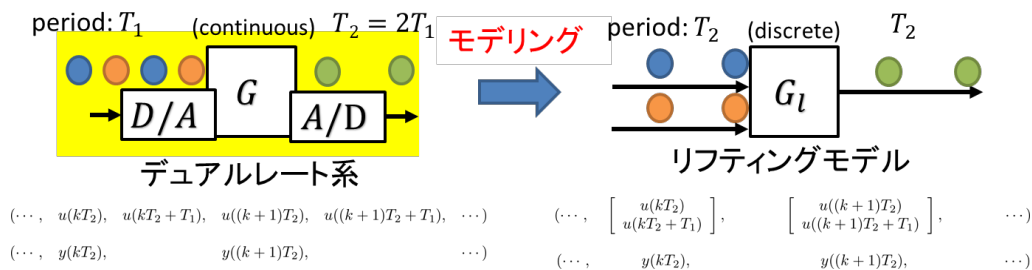 period: T₁ (continuous) T₂ = 2T₁
G
D/A
A/D
デュアルレート系
(⋯ , u(kT₂), u(kT₂ + T₁), u((k + 1)T₂), u((k + 1)T₂ + T₁), ⋯)
(⋯ , y(kT₂), y((k + 1)T₂), ⋯)
モデリング
period: T₂ (discrete) T₂
Gₗ
リフティングモデル
(⋯ , [ u(kT₂) ], [ u((k + 1)T₂) ], ⋯)
[ u(kT₂ + T₁) ] [ u((k + 1)T₂ + T₁) ]
(⋯ , y(kT₂), y((k + 1)T₂), ⋯)